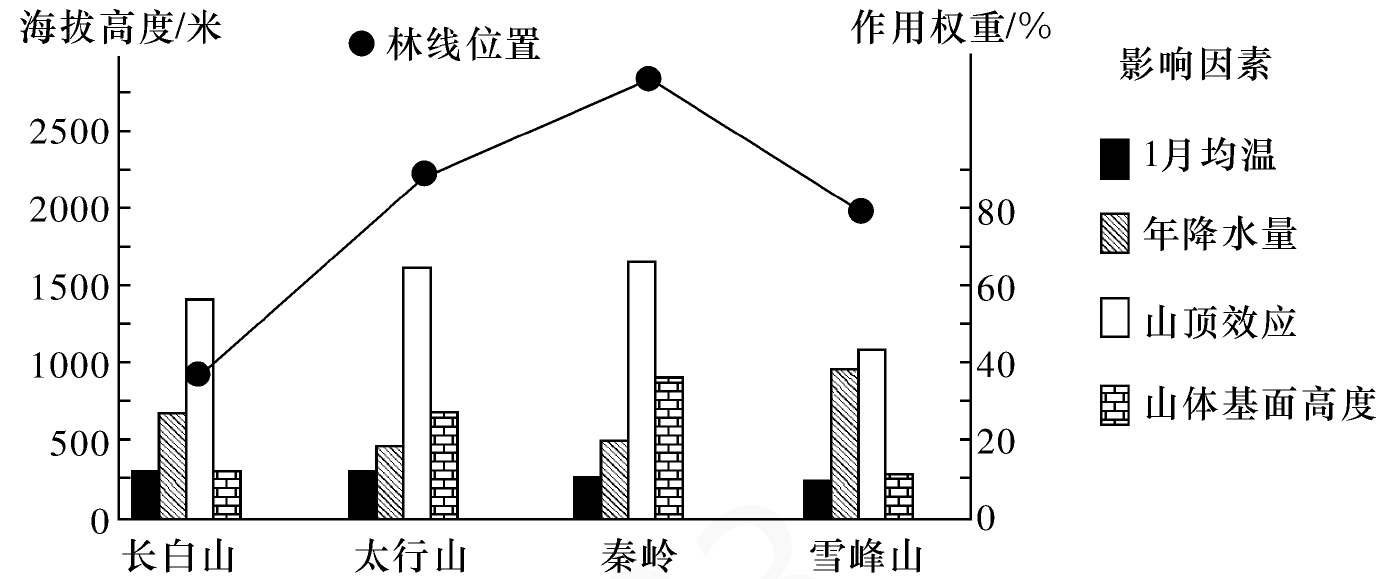 海拔高度/米
林线位置
作用权重/%
影响因素
2500
2000
1500
1000
500
0
80
60
40
20
0
1月均温
年降水量
山顶效应
山体基面高度
长白山 太行山 秦岭 雪峰山